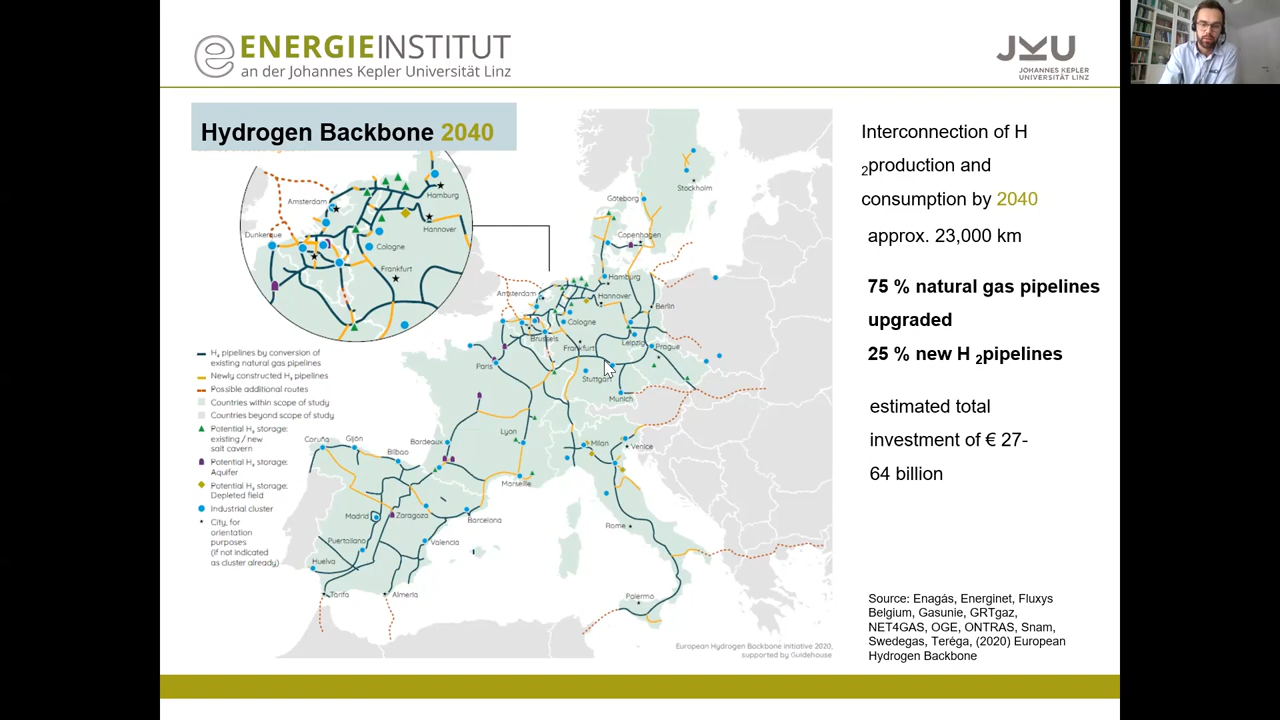 ENERGIEINSTITUT
an der Johannes Kepler Universität Linz
JKU
JOHANNES KEPLER
UNIVERSITÄT LINZ
Hydrogen Backbone 2040
Interconnection of H
2production and
consumption by 2040
approx. 23,000 km
75 % natural gas pipelines
upgraded
25 % new H 2pipelines
estimated total
investment of € 27-
64 billion
Source: Enagás, Energinet, Fluxys
Belgium, Gasunie, GRTgaz,
NET4GAS, OGE, ONTRAS, Snam,
Swedegas, Teréga, (2020) European
Hydrogen Backbone
Amsterdam
Hamburg
Hannover
Dunkerque
Cologne
Frankfurt
Stockholm
Göteborg
Copenhagen
Hamburg
Amsterdam
Hannover
Berlin
Cologne
Brussels
Leipzig
Frankfurt
Prague
Paris
Stuttgart
Munich
Lyon
Milan
Venice
Bordeaux
Coruña
Gijón
Bilbao
Marseille
Madrid
Zaragoza
Barcelona
Rome
Puertollano
Valencia
Huelva
Tarifa
Almería
Palermo
H2 pipelines by conversion of
existing natural gas pipelines
Newly constructed H2 pipelines
Possible additional routes
Countries within scope of study
Countries beyond scope of study
Potential H2 storage:
existing / new
salt cavern
Potential H2 storage:
Aquifer
Potential H2 storage:
Depleted field
Industrial cluster
City, for
orientation
purposes
(if not indicated
as cluster already)
European Hydrogen Backbone initiative 2020,
supported by Guidehouse